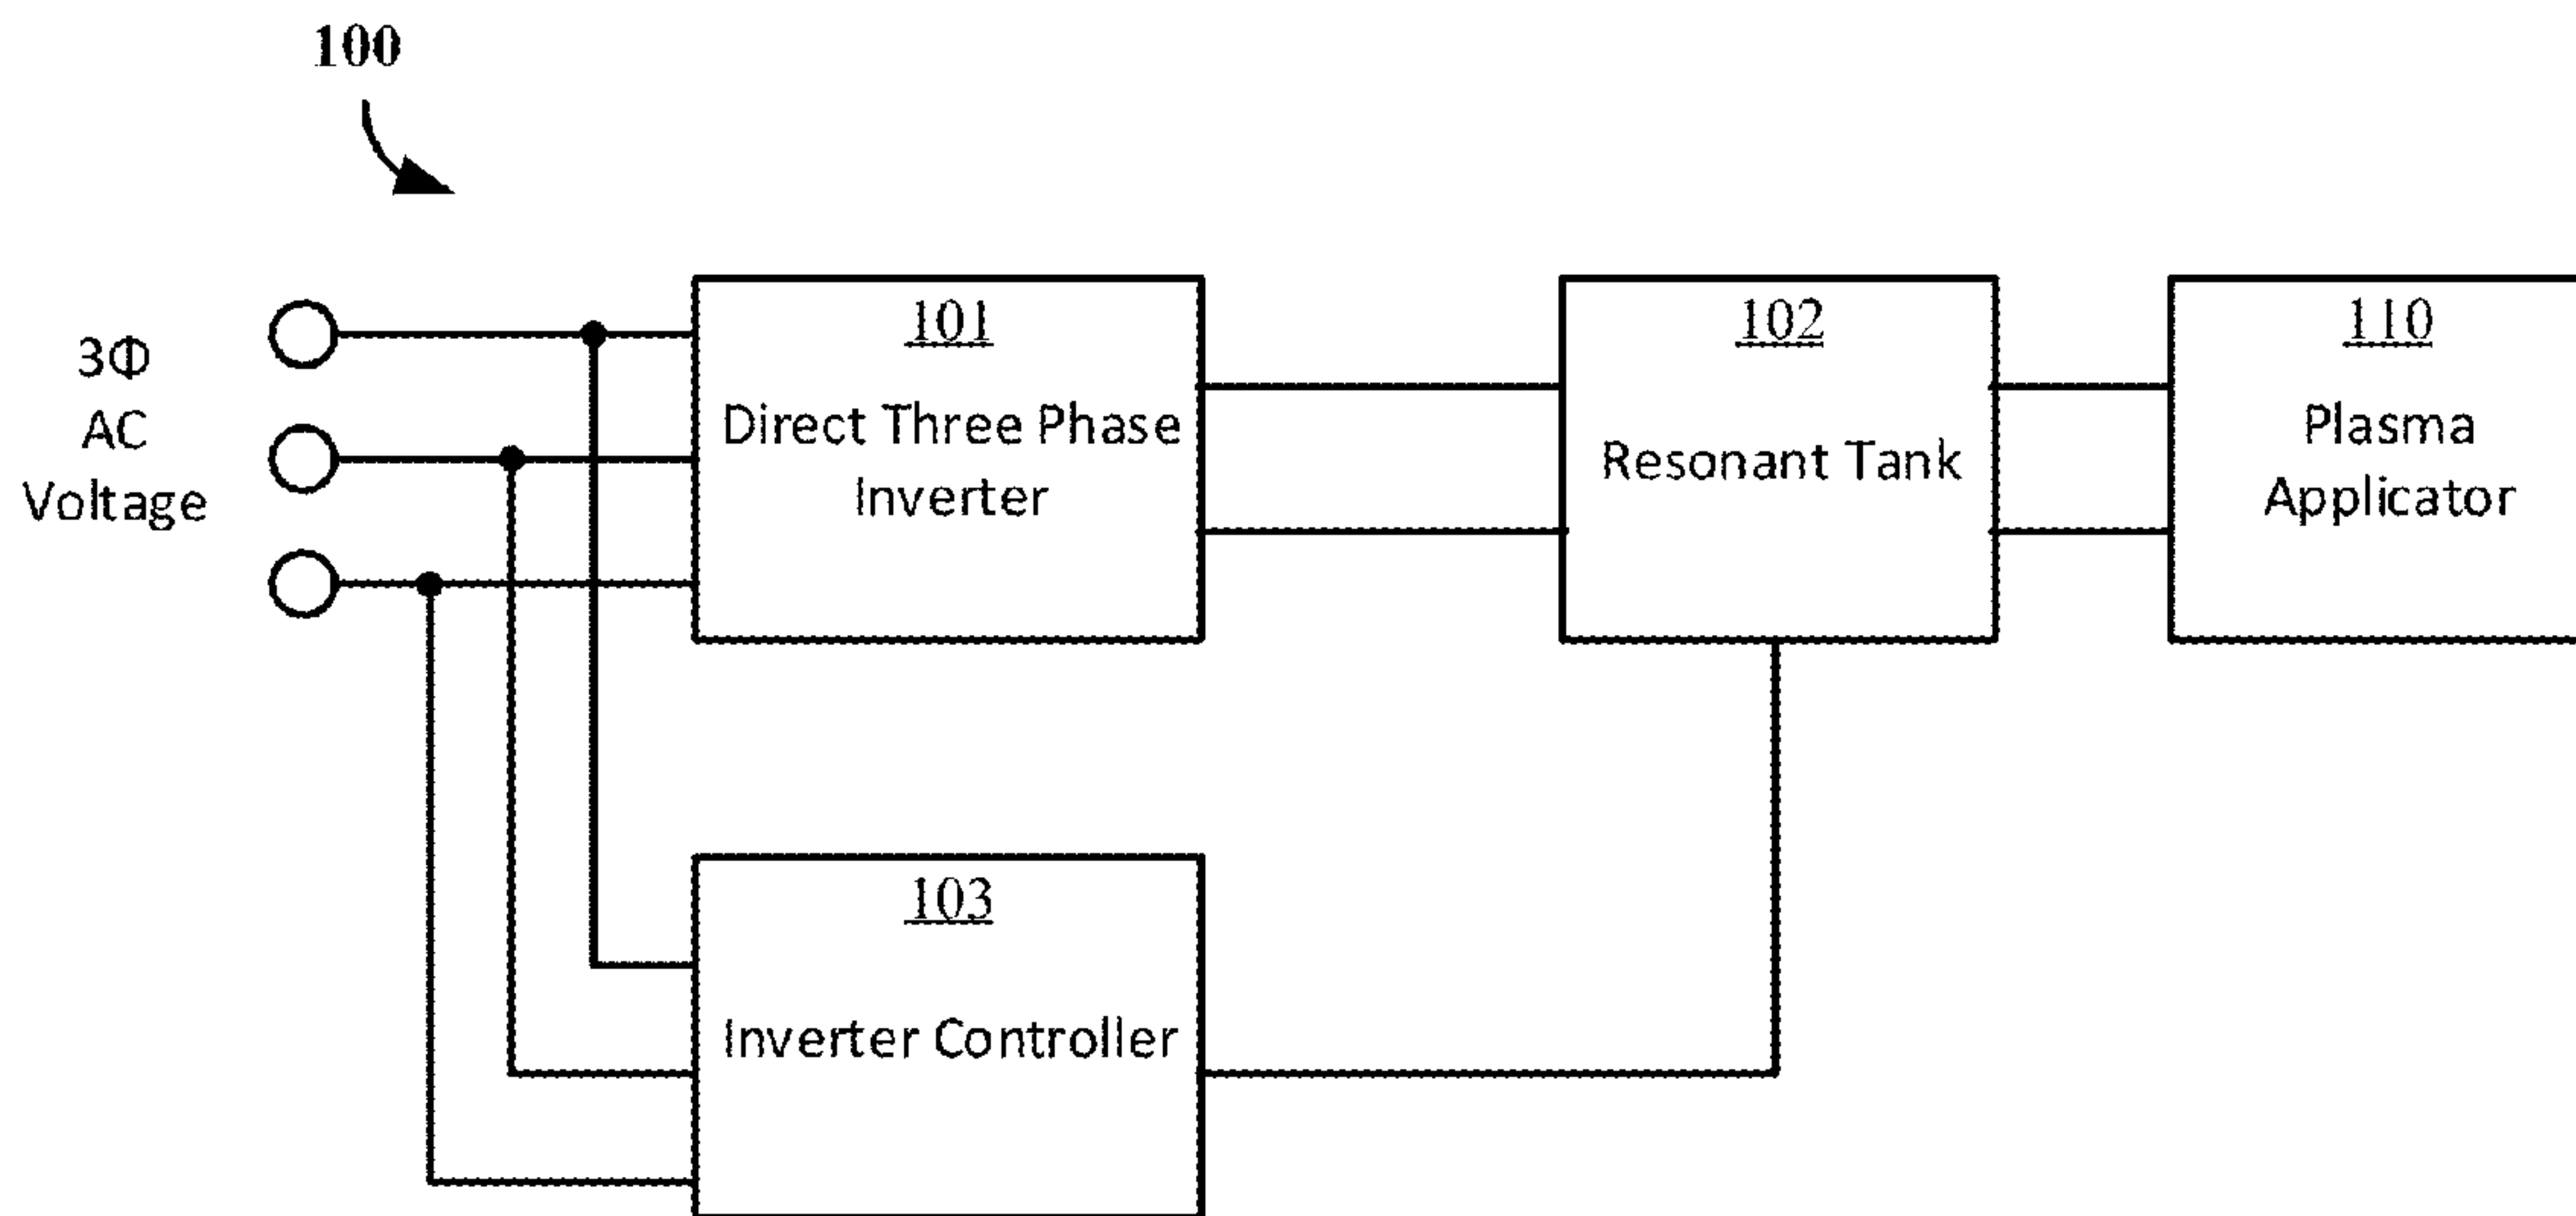 100
3Φ
AC
Voltage
101
Direct Three Phase
Inverter
102
Resonant Tank
110
Plasma
Applicator
103
Inverter Controller